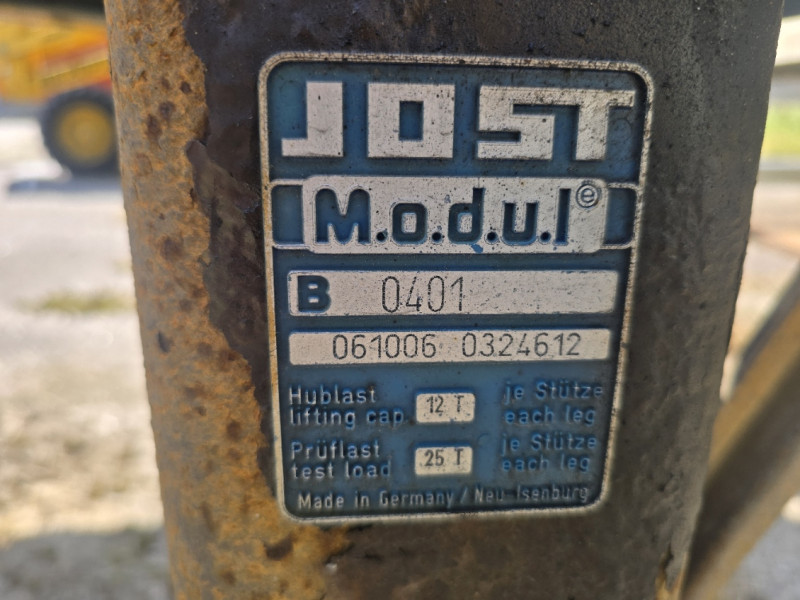 JOST
M.o.d.u.l ®
B 0401
061006 0324612
Hublast 12 T je Stütze
lifting cap. each leg
Prüflast 25 T je Stütze
test load each leg
Made in Germany / Neu Isenburg